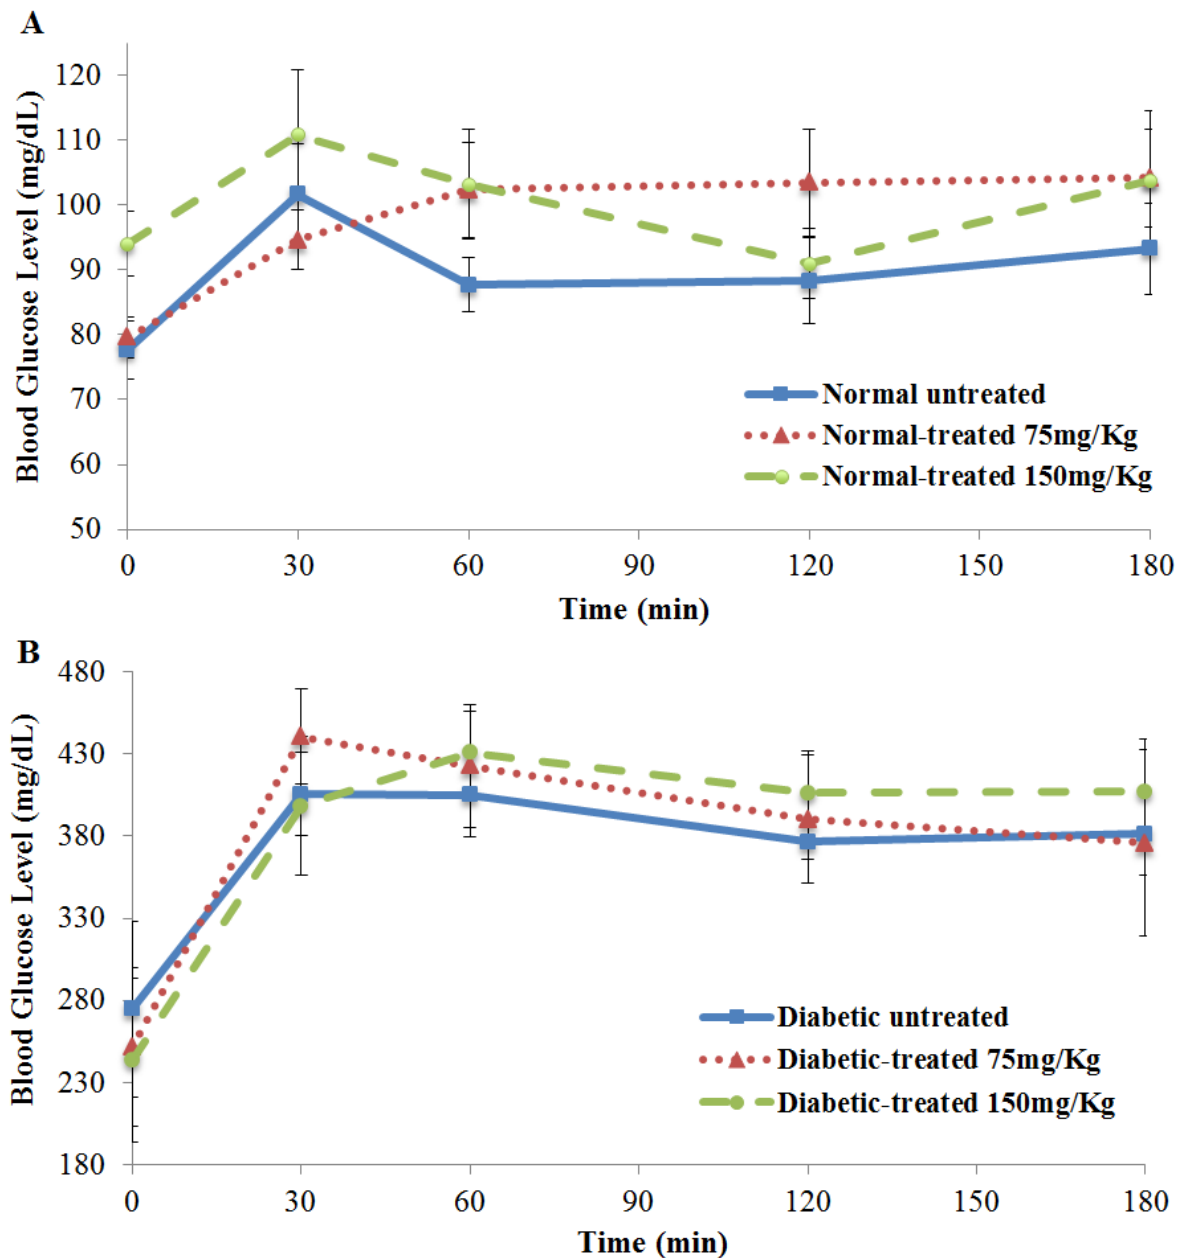 A
Blood Glucose Level (mg/dL)
120
110
100
90
80
70
60
50
Normal untreated
Normal-treated 75mg/Kg
Normal-treated 150mg/Kg
0 30 60 90 120 150 180
Time (min)
B
Blood Glucose Level (mg/dL)
480
430
380
330
280
230
180
Diabetic untreated
Diabetic-treated 75mg/Kg
Diabetic-treated 150mg/Kg
0 30 60 90 120 150 180
Time (min)